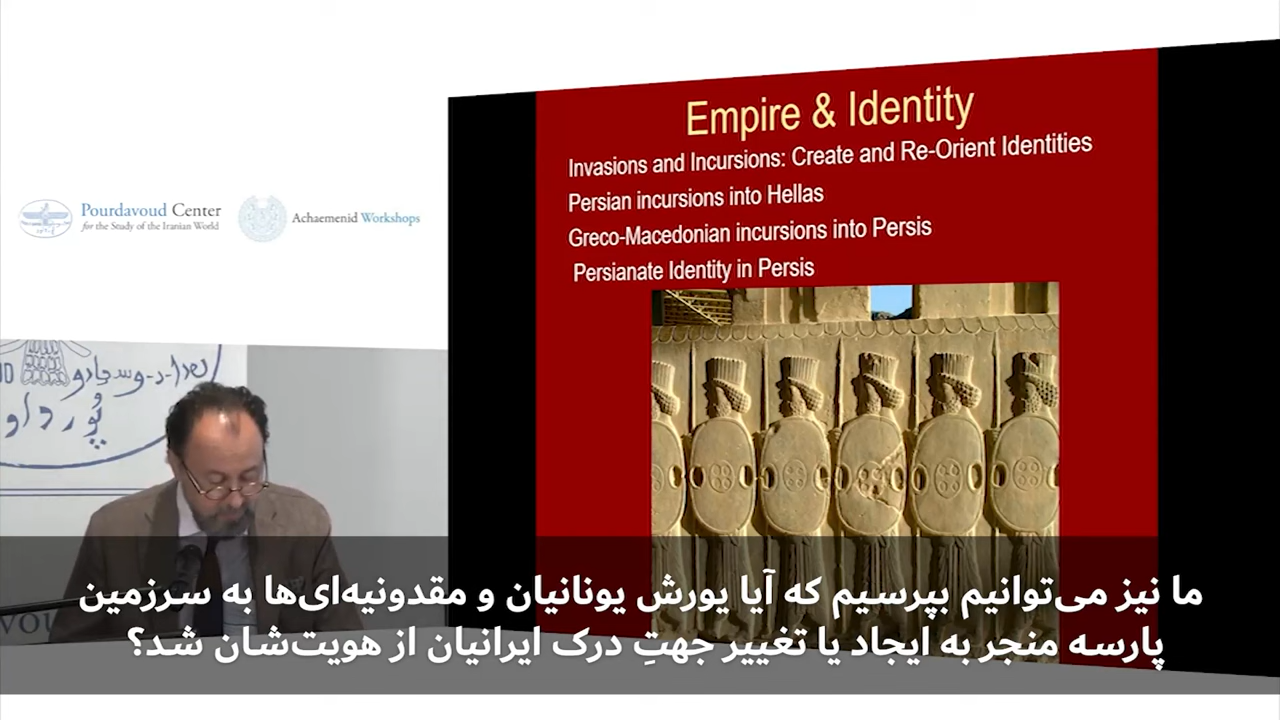 Empire & Identity
Invasions and Incursions: Create and Re-Orient Identities
Persian incursions into Hellas
Greco-Macedonian incursions into Persis
Persianate Identity in Persis
Pourdavoud Center
for the Study of the Iranian World
Achaemenid Workshops
پُورداو
VOU
ما نیز می‌توانیم بپرسیم که آیا یورش یونانیان و مقدونیه‌ای‌ها به سرزمین
پارسه منجر به ایجاد یا تغییر جهتِ درک ایرانیان از هویت‌شان شد؟